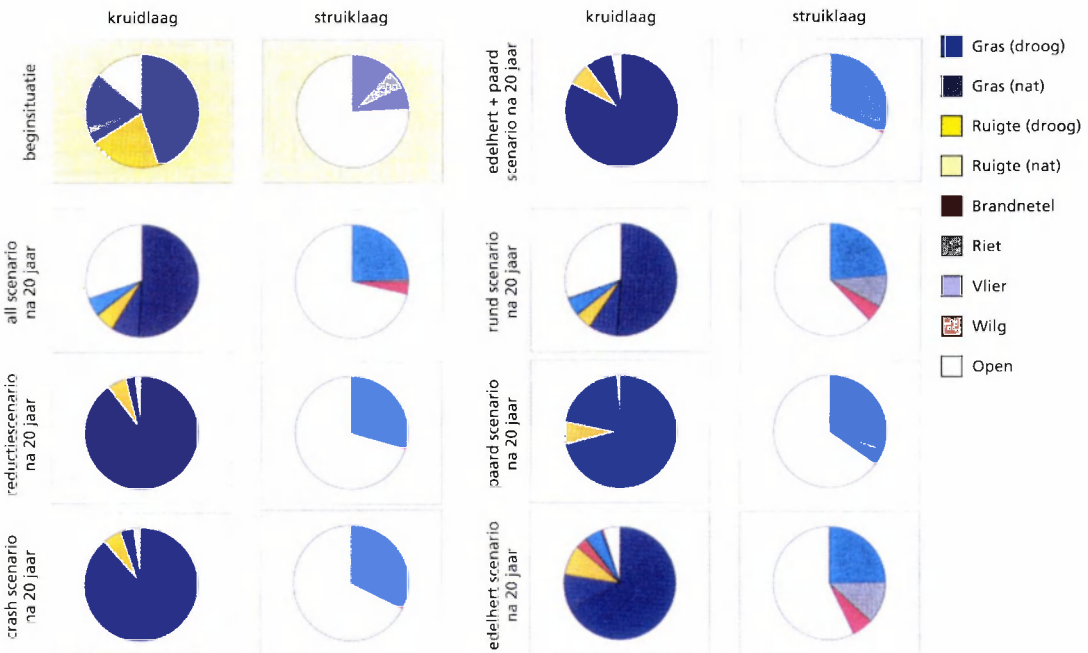 kruidlaag
struiklaag
kruidlaag
struiklaag
beginsituatie
edelhert + paard
scenario na 20 jaar
all scenario
na 20 jaar
rund scenario
na 20 jaar
reductiescenario
na 20 jaar
paard scenario
na 20 jaar
crash scenario
na 20 jaar
edelhert scenario
na 20 jaar
Gras (droog)
Gras (nat)
Ruigte (droog)
Ruigte (nat)
Brandnetel
Riet
Vlier
Wilg
Open